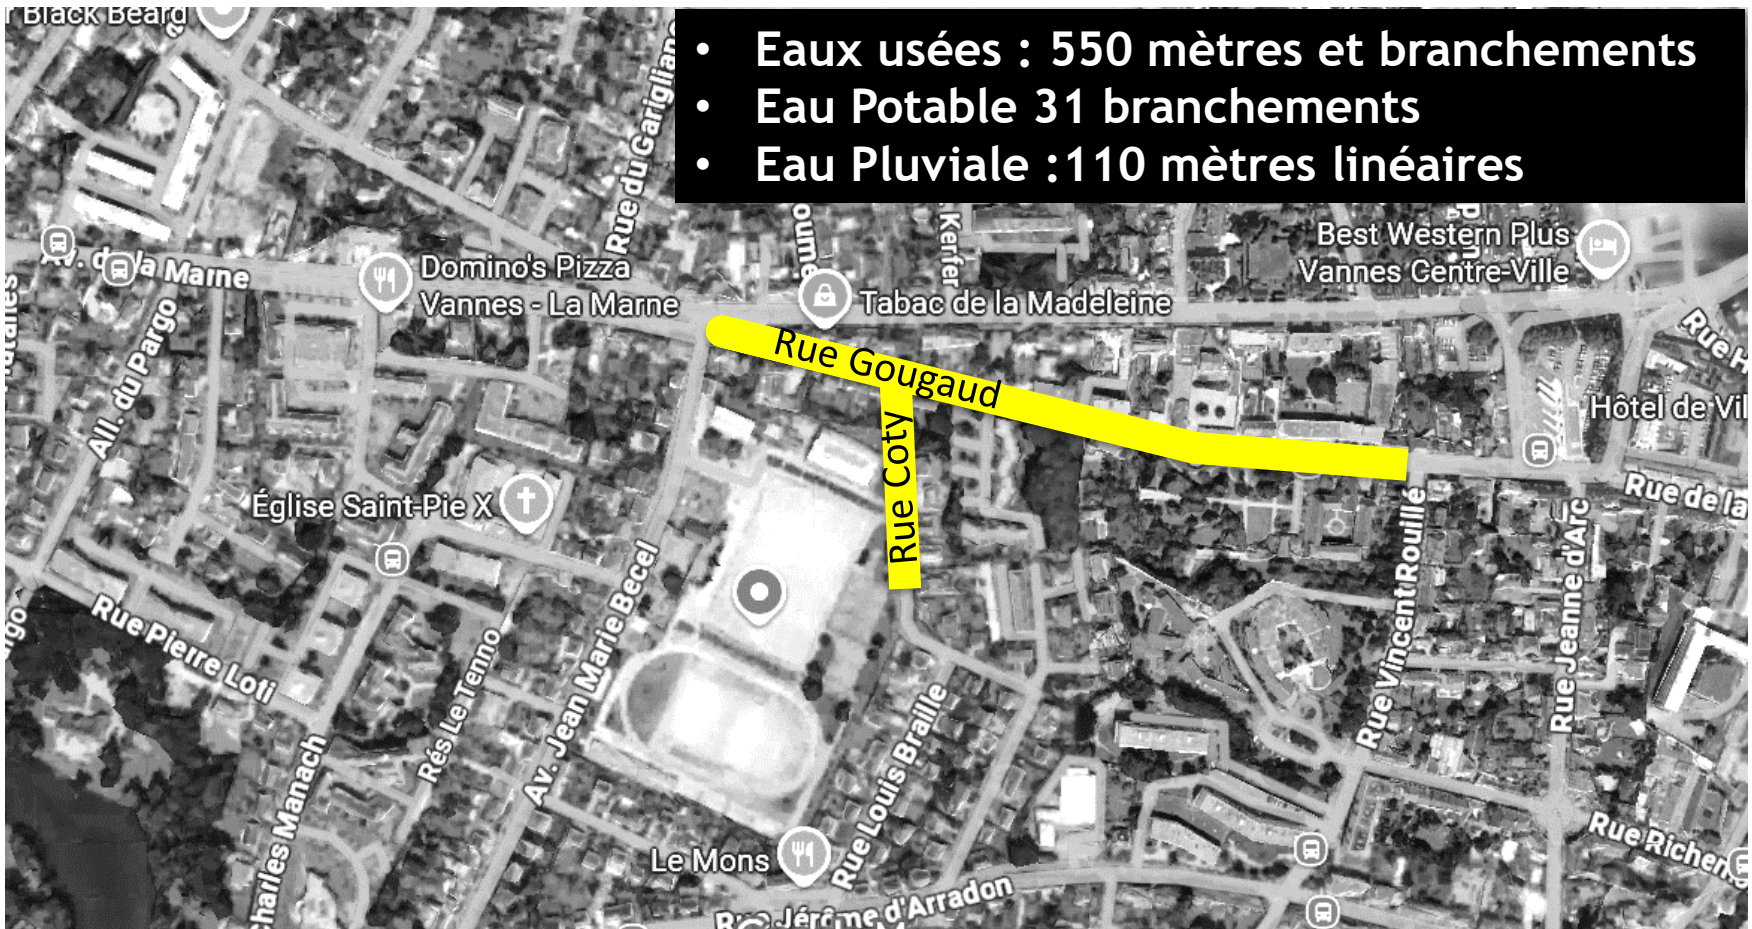 Black Beard
• Eaux usées : 550 mètres et branchements
• Eau Potable 31 branchements
• Eau Pluviale :110 mètres linéaires
Rue du Garigliano
Kenfer
Best Western Plus
Vannes Centre-Ville
Av. de la Marne
Domino's Pizza
Vannes - La Marne
Tabac de la Madeleine
Rue H
Rue Gougaud
All. du Pargo
Hôtel de Vil
Rue Coty
Église Saint-Pie X
Rue de la
Rue Vincent Rouillé
Rue Jeanne d'Arc
Av. Jean Marie Becel
Rue Pierre Loti
Rés Le Tenno
Charles Manach
Rue Louis Braille
Le Mons
Rue Richem
Rue Jérôme d'Arradon